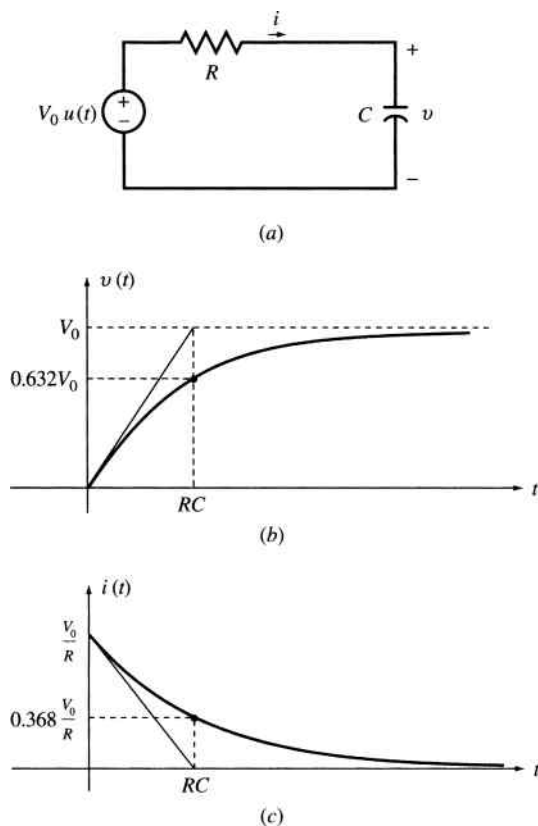 i
R
+
V₀ u(t)
+
−
C
υ
−
(a)
υ(t)
V₀
0.632V₀
RC
t
(b)
i(t)
V₀/R
0.368 V₀/R
RC
t
(c)